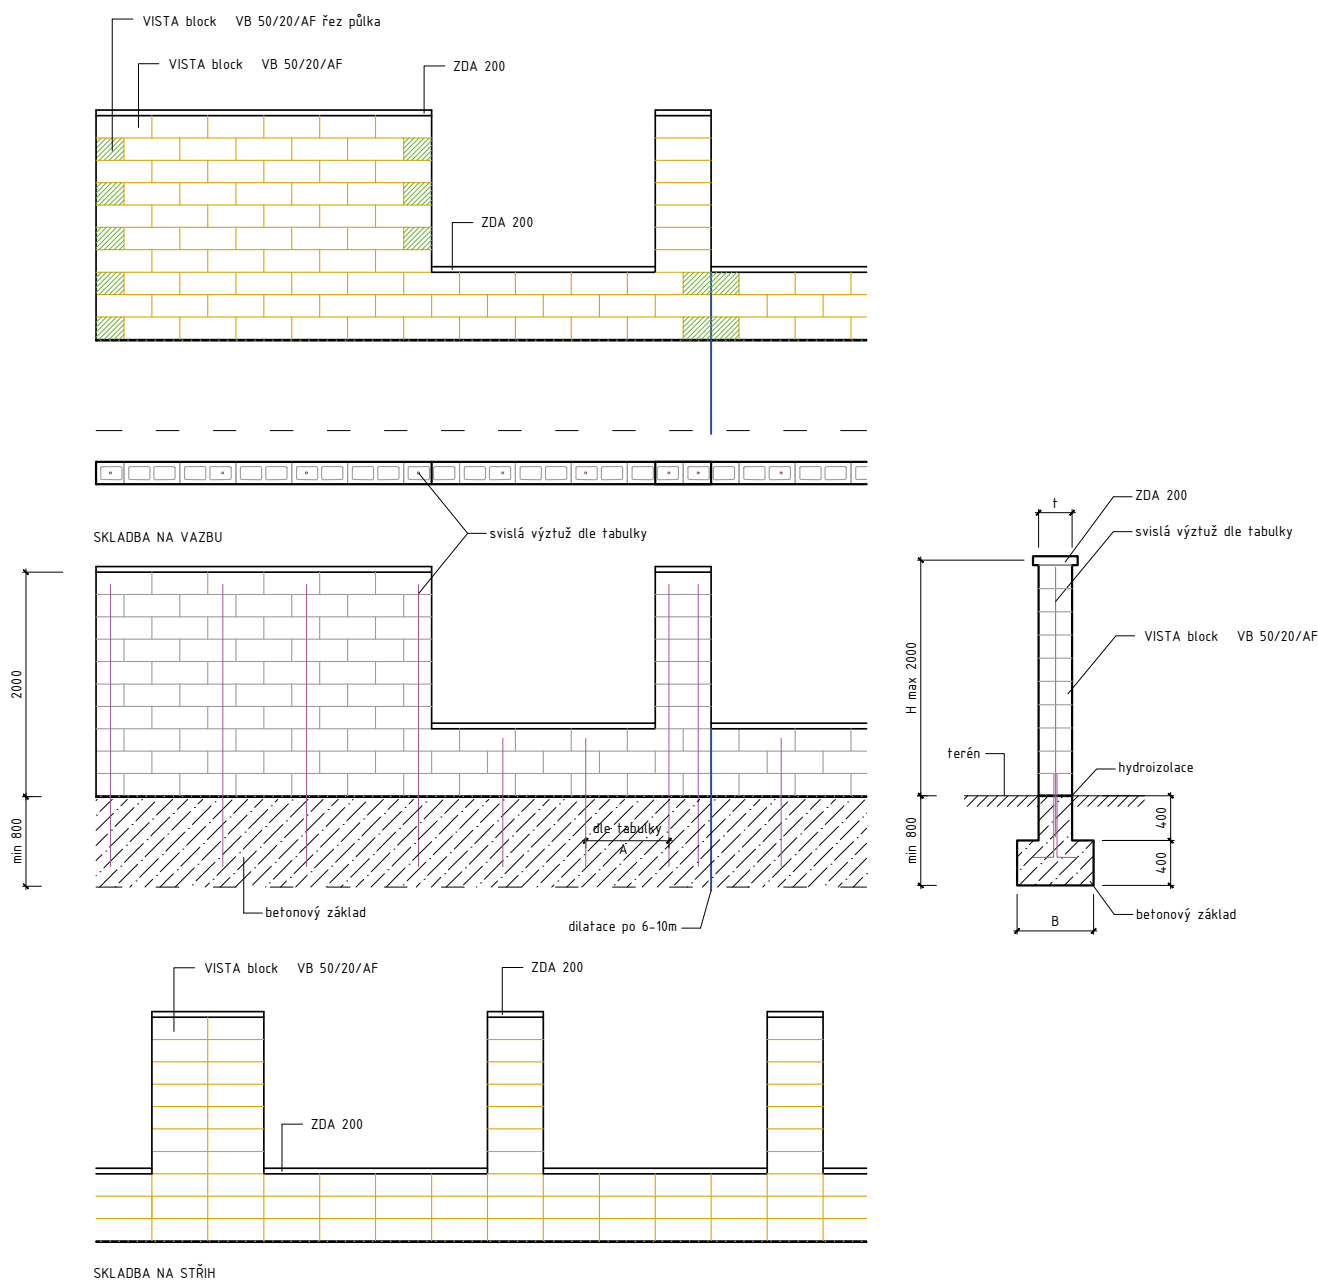 VISTA block VB 50/20/AF řez půlka
VISTA block VB 50/20/AF
ZDA 200
ZDA 200
SKLADBA NA VAZBU
svislá výztuž dle tabulky
2000
min 800
dle tabulky
A
betonový základ
dilatace po 6-10m
t
ZDA 200
svislá výztuž dle tabulky
VISTA block VB 50/20/AF
H max 2000
terén
hydroizolace
min 800
400
400
betonový základ
B
VISTA block VB 50/20/AF
ZDA 200
ZDA 200
SKLADBA NA STŘIH